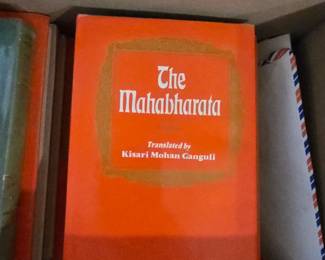 The
Mahabharata
Translated by
Kisari Mohan Ganguli